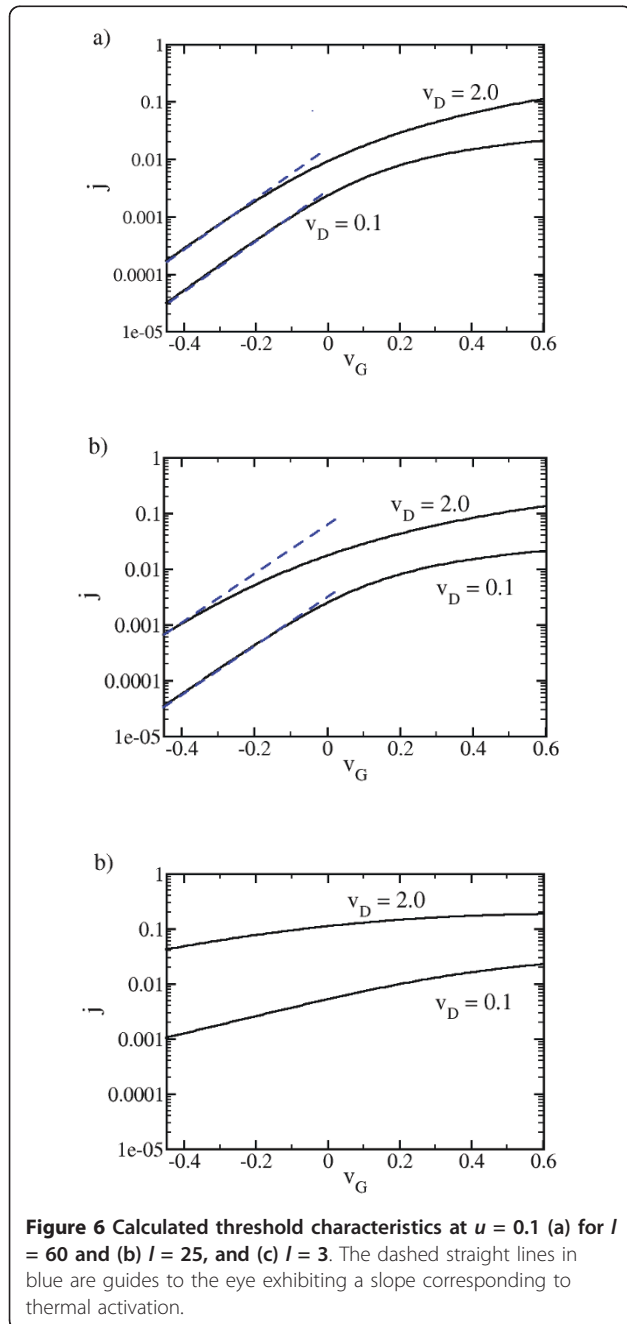 a)
1
0.1
0.01
0.001
0.0001
1e-05
j
v_D = 2.0
v_D = 0.1
-0.4 -0.2 0 0.2 0.4 0.6
v_G
b)
1
0.1
0.01
0.001
0.0001
1e-05
j
v_D = 2.0
v_D = 0.1
-0.4 -0.2 0 0.2 0.4 0.6
v_G
b)
1
0.1
0.01
0.001
0.0001
1e-05
j
v_D = 2.0
v_D = 0.1
-0.4 -0.2 0 0.2 0.4 0.6
v_G
Figure 6 Calculated threshold characteristics at u = 0.1 (a) for l
= 60 and (b) l = 25, and (c) l = 3. The dashed straight lines in
blue are guides to the eye exhibiting a slope corresponding to
thermal activation.